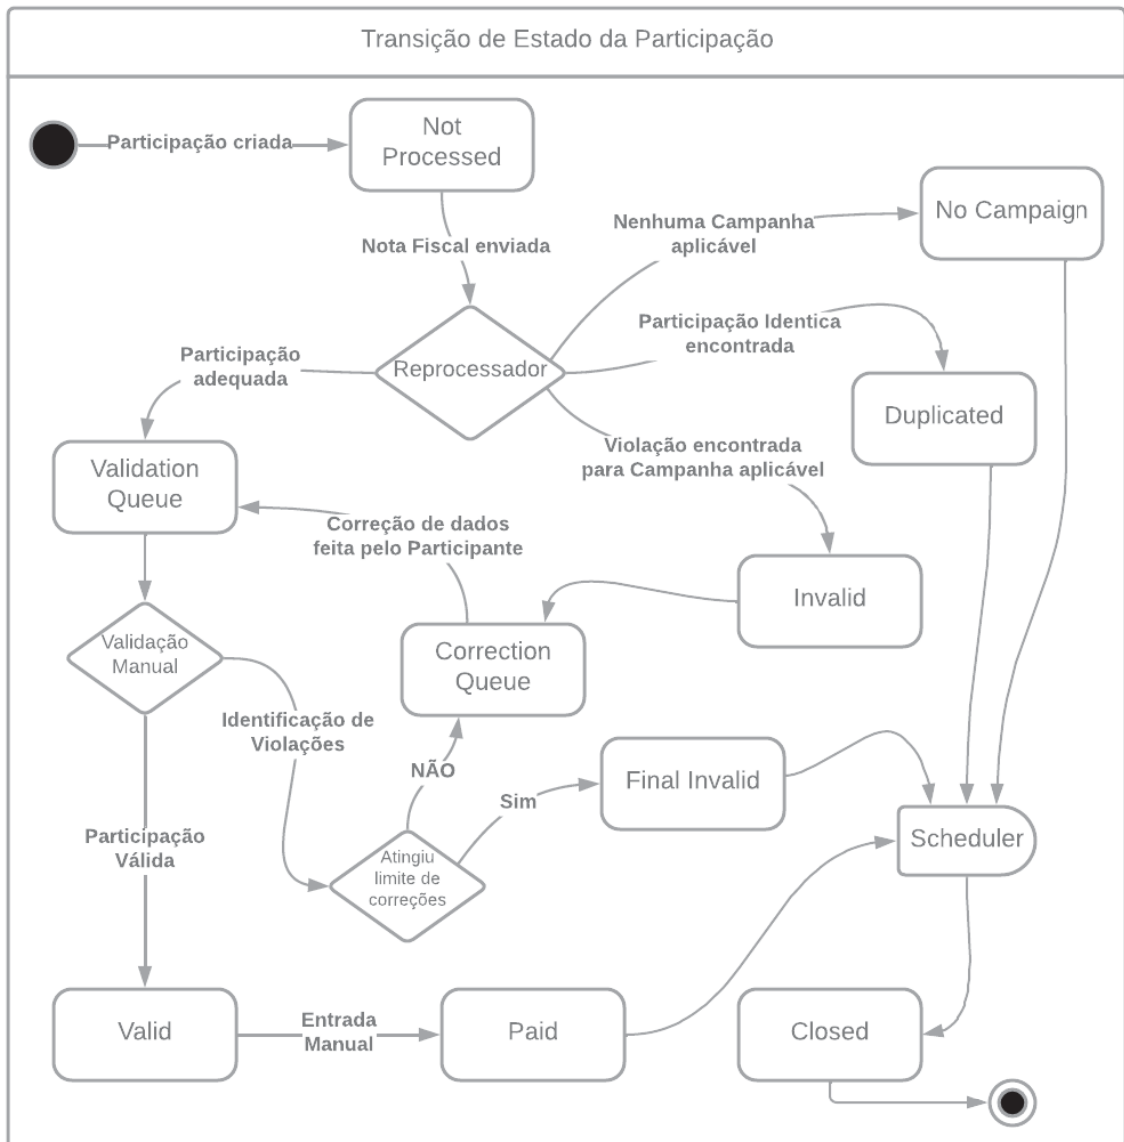 Transição de Estado da Participação
Participação criada
Not
Processed
No Campaign
Nenhuma Campanha
aplicável
Nota Fiscal enviada
Participação Identica
encontrada
Participação
adequada
Reprocessador
Duplicated
Violação encontrada
para Campanha aplicável
Validation
Queue
Correção de dados
feita pelo Participante
Invalid
Validação
Manual
Correction
Queue
Identificação de
Violações
NÃO
Sim
Final Invalid
Scheduler
Participação
Válida
Atingiu
limite de
correções
Valid
Entrada
Manual
Paid
Closed